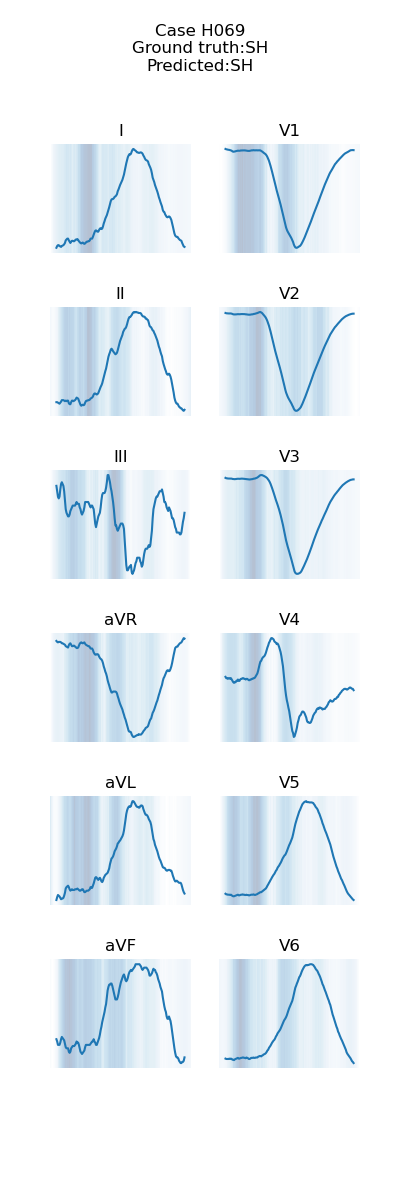 Case H069
Ground truth:SH
Predicted:SH
I
V1
II
V2
III
V3
aVR
V4
aVL
V5
aVF
V6